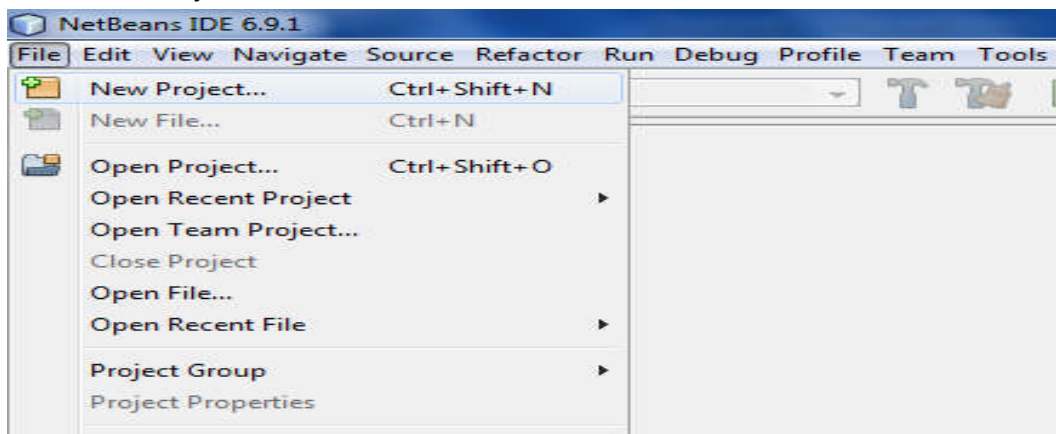 NetBeans IDE 6.9.1
File Edit View Navigate Source Refactor Run Debug Profile Team Tools
New Project... Ctrl+Shift+N
New File... Ctrl+N
Open Project... Ctrl+Shift+O
Open Recent Project
Open Team Project...
Close Project
Open File...
Open Recent File
Project Group
Project Properties